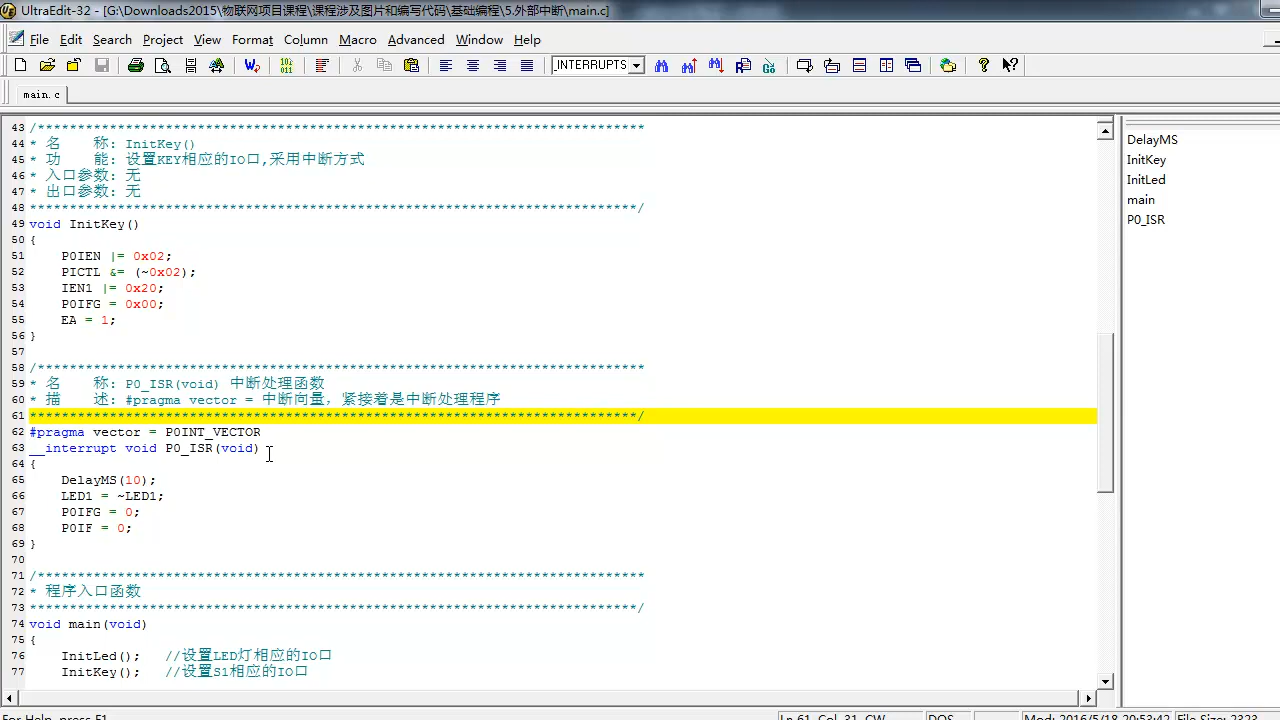 UltraEdit-32 - [G:\Downloads2015\物联网项目课程\课程涉及图片和编写代码\基础编程\5.外部中断\main.c]
File Edit Search Project View Format Column Macro Advanced Window Help
_INTERRUPTS
main.c
43 /****************************************************************************
44 * 名    称: InitKey()
45 * 功    能: 设置KEY相应的IO口,采用中断方式
46 * 入口参数: 无
47 * 出口参数: 无
48 ****************************************************************************/
49 void InitKey()
50 {
51     P0IEN |= 0x02;
52     PICTL &= (~0x02);
53     IEN1 |= 0x20;
54     P0IFG = 0x00;
55     EA = 1;
56 }
57
58 /****************************************************************************
59 * 名    称: P0_ISR(void) 中断处理函数
60 * 描    述: #pragma vector = 中断向量，紧接着是中断处理程序
61 ****************************************************************************/
62 #pragma vector = P0INT_VECTOR
63 __interrupt void P0_ISR(void)
64 {
65     DelayMS(10);
66     LED1 = ~LED1;
67     P0IFG = 0;
68     P0IF = 0;
69 }
70
71 /****************************************************************************
72 * 程序入口函数
73 ****************************************************************************/
74 void main(void)
75 {
76     InitLed();   //设置LED灯相应的IO口
77     InitKey();   //设置S1相应的IO口
DelayMS
InitKey
InitLed
main
P0_ISR
For Help, press F1
Ln 61, Col. 31, CW
DOS
Mod: 2016/5/18 20:53:42
File Size: 2323